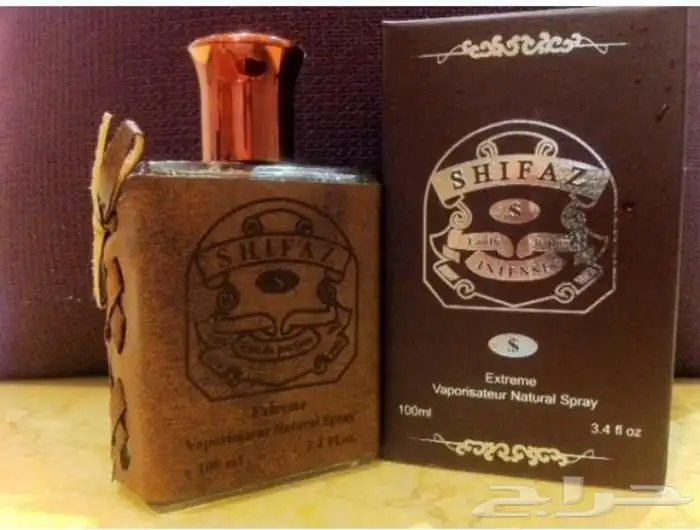 SHIFAZ
$
Eau de parfum
Extreme
Vaporisateur Natural Spray
100 ml
3.4 fl.oz.
SHIFAZ
$
INTENSE
$
Extreme
Vaporisateur Natural Spray
100ml
3.4 fl oz
حراج